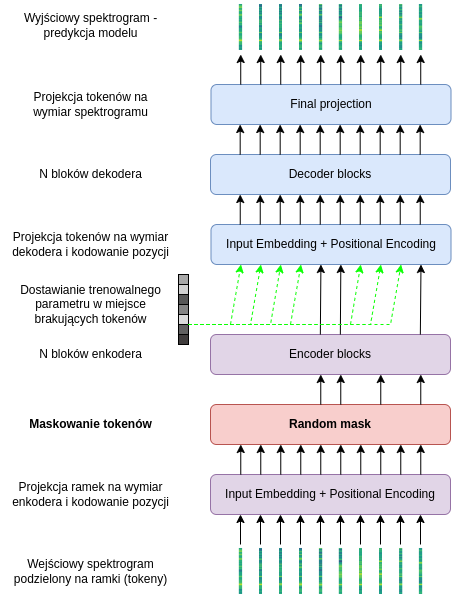 Wyjściowy spektrogram -
predykcja modelu
Projekcja tokenów na
wymiar spektrogramu
Final projection
N bloków dekodera
Decoder blocks
Projekcja tokenów na wymiar
dekodera i kodowanie pozycji
Input Embedding + Positional Encoding
Dostawianie trenowalnego
parametru w miejsce
brakujących tokenów
N bloków enkodera
Encoder blocks
Maskowanie tokenów
Random mask
Projekcja ramek na wymiar
enkodera i kodowanie pozycji
Input Embedding + Positional Encoding
Wejściowy spektrogram
podzielony na ramki (tokeny)